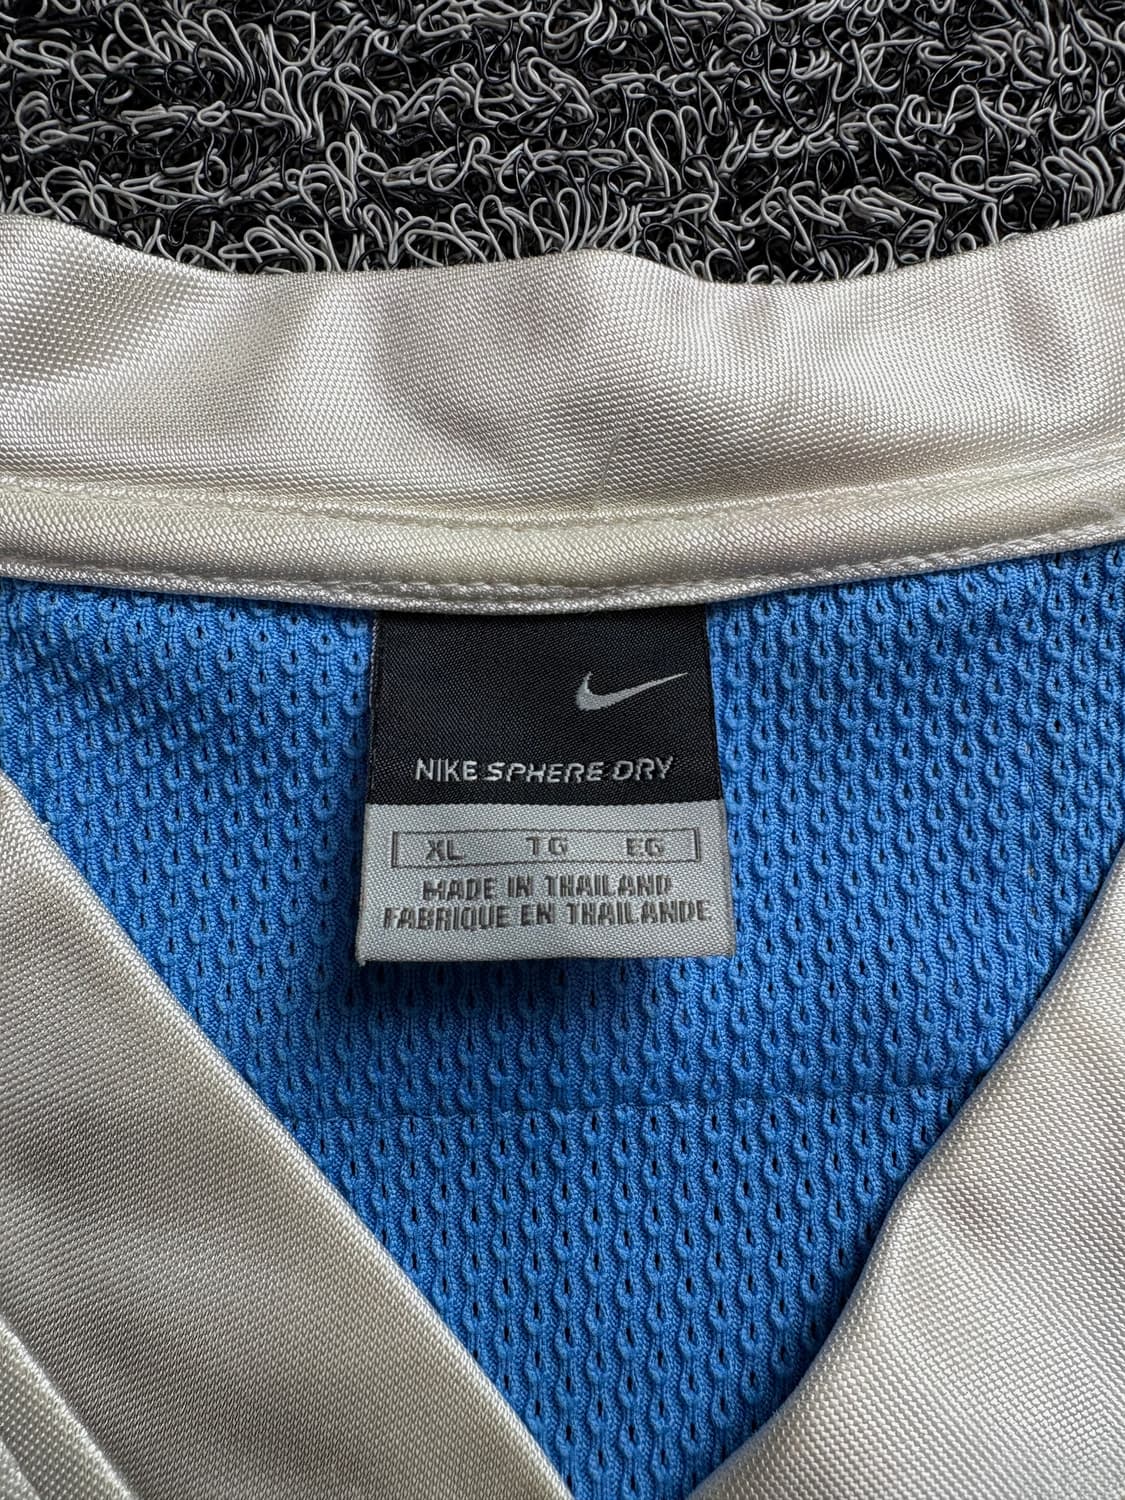 NIKE SPHERE DRY
XL TG EG
MADE IN THAILAND
FABRIQUE EN THAILANDE